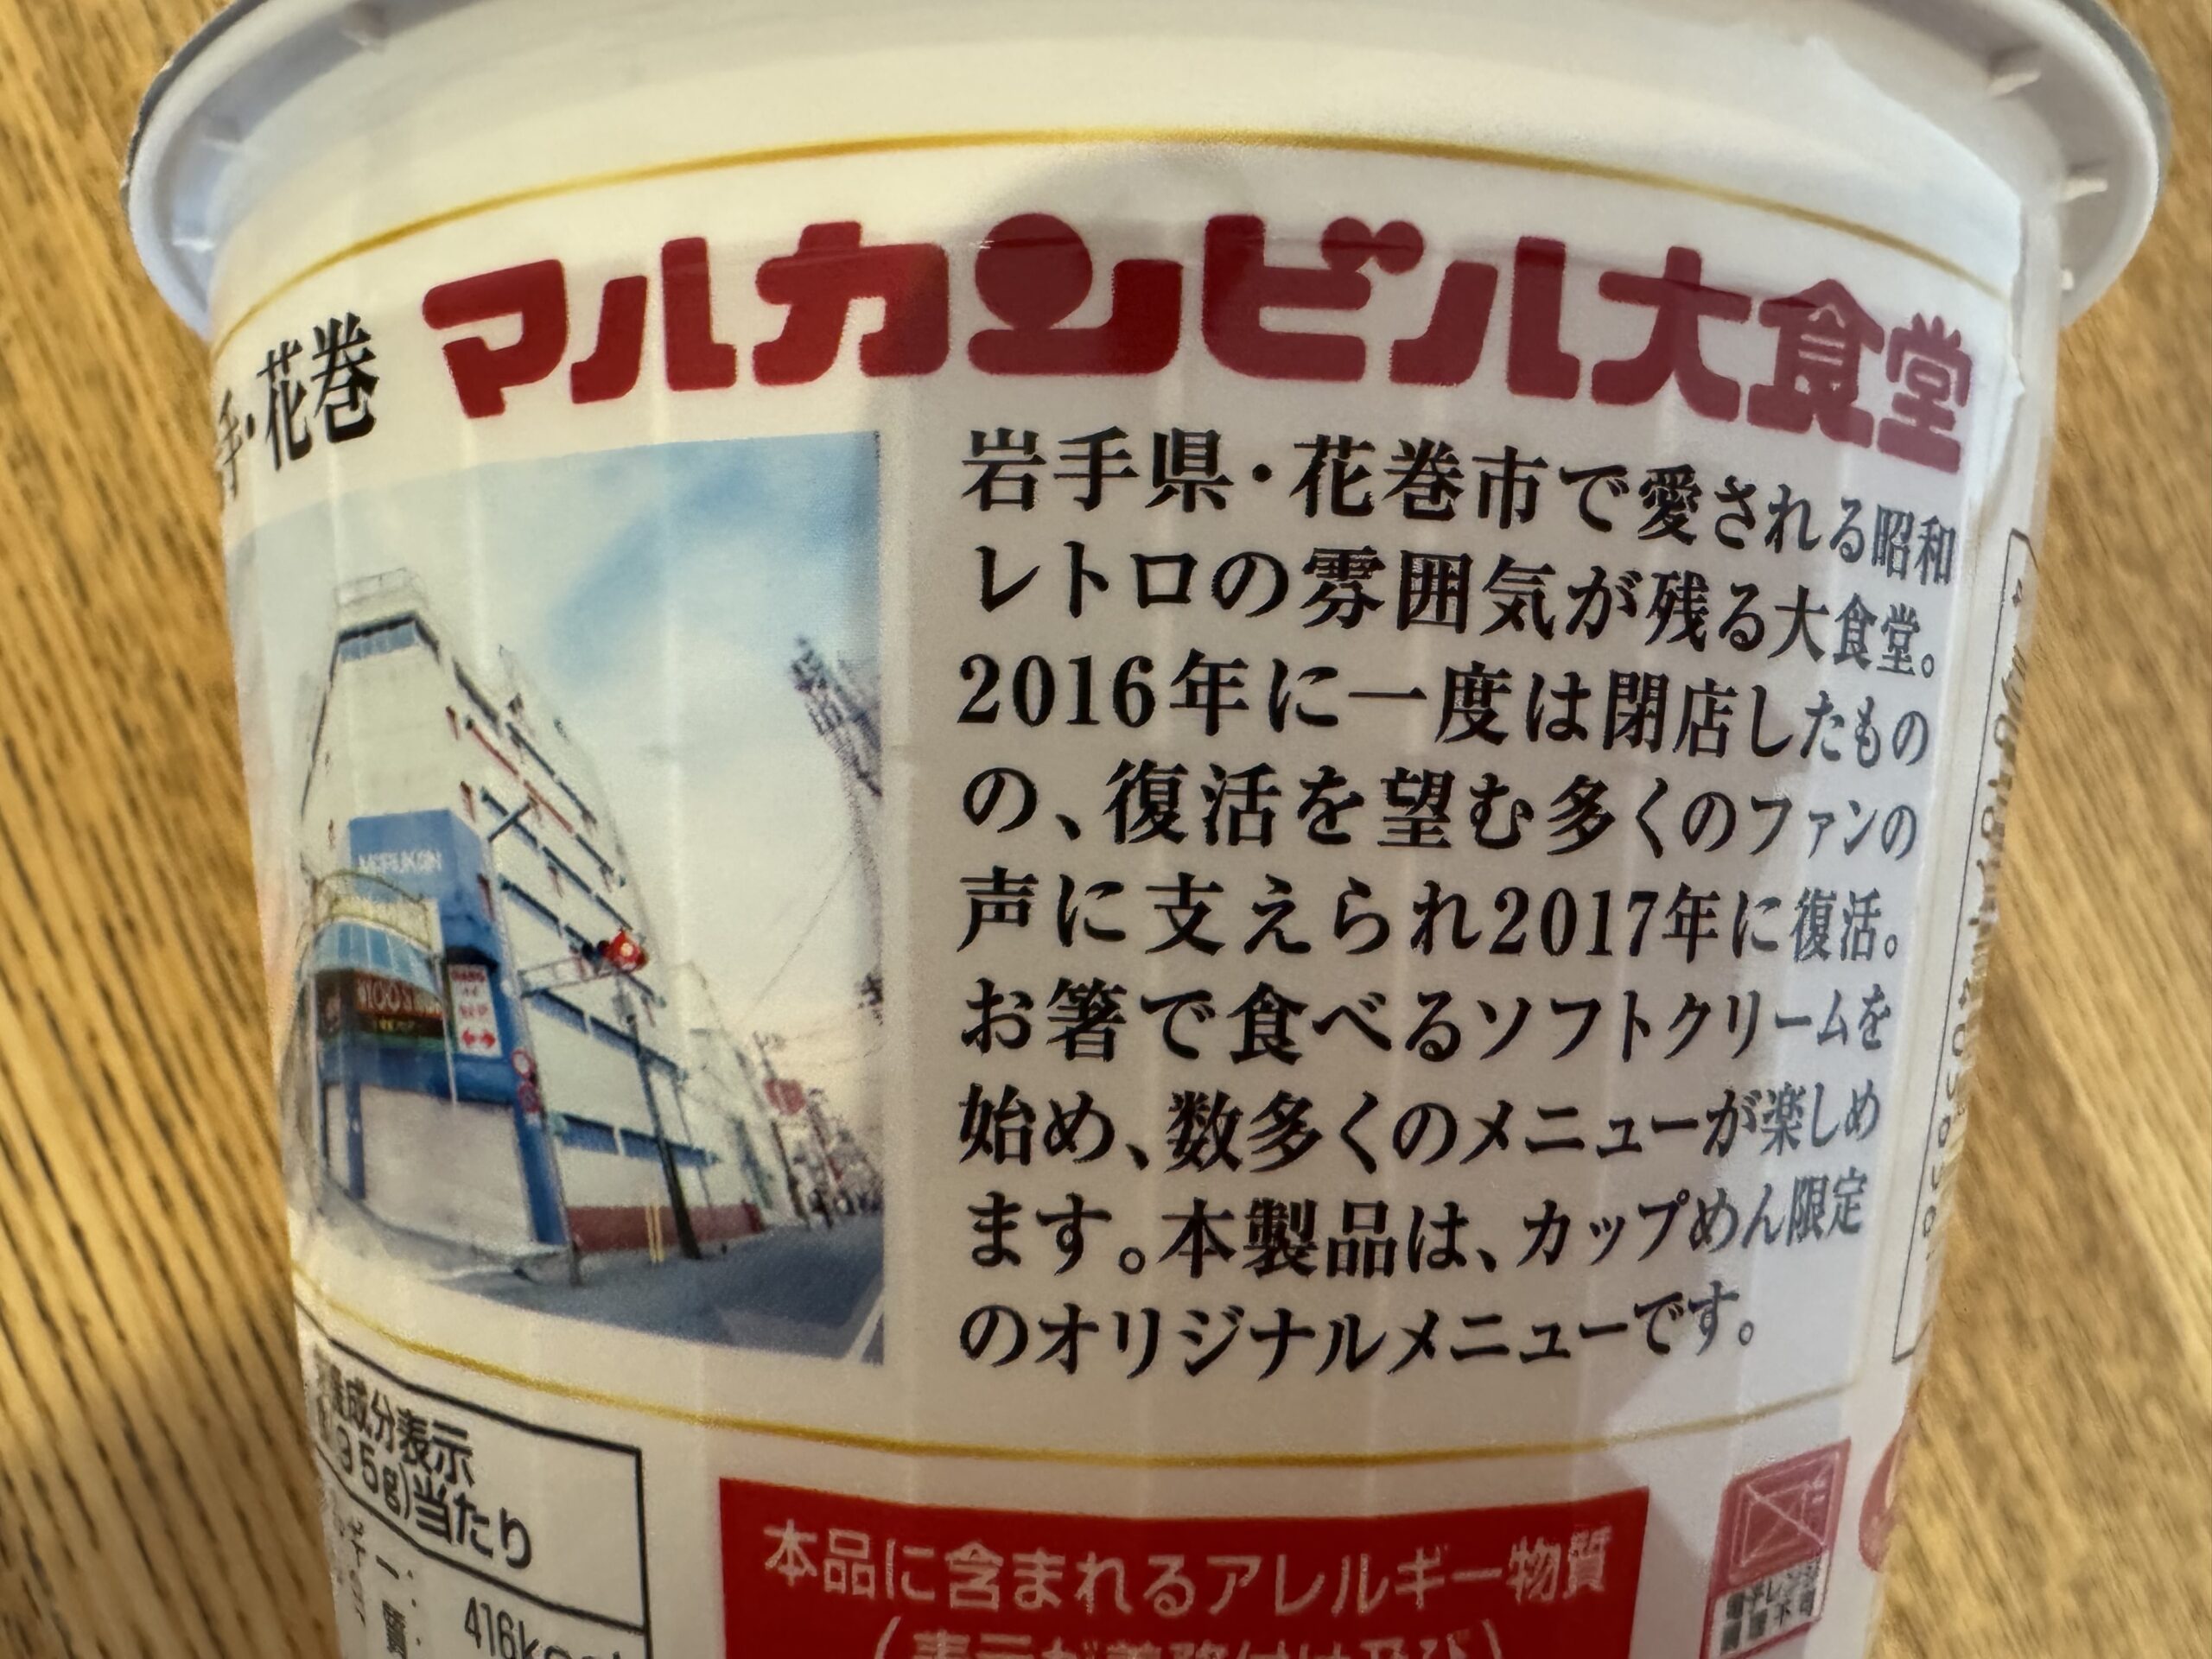 手・花巻 マルカンビル大食堂
岩手県・花巻市で愛される昭和
レトロの雰囲気が残る大食堂。
2016年に一度は閉店したもの
の、復活を望む多くのファンの
声に支えられ2017年に復活。
お箸で食べるソフトクリームを
始め、数多くのメニューが楽しめ
ます。本製品は、カップめん限定
のオリジナルメニューです。
MARUKAN
成分表示
95g)当たり
416kcal
本品に含まれるアレルギー物質